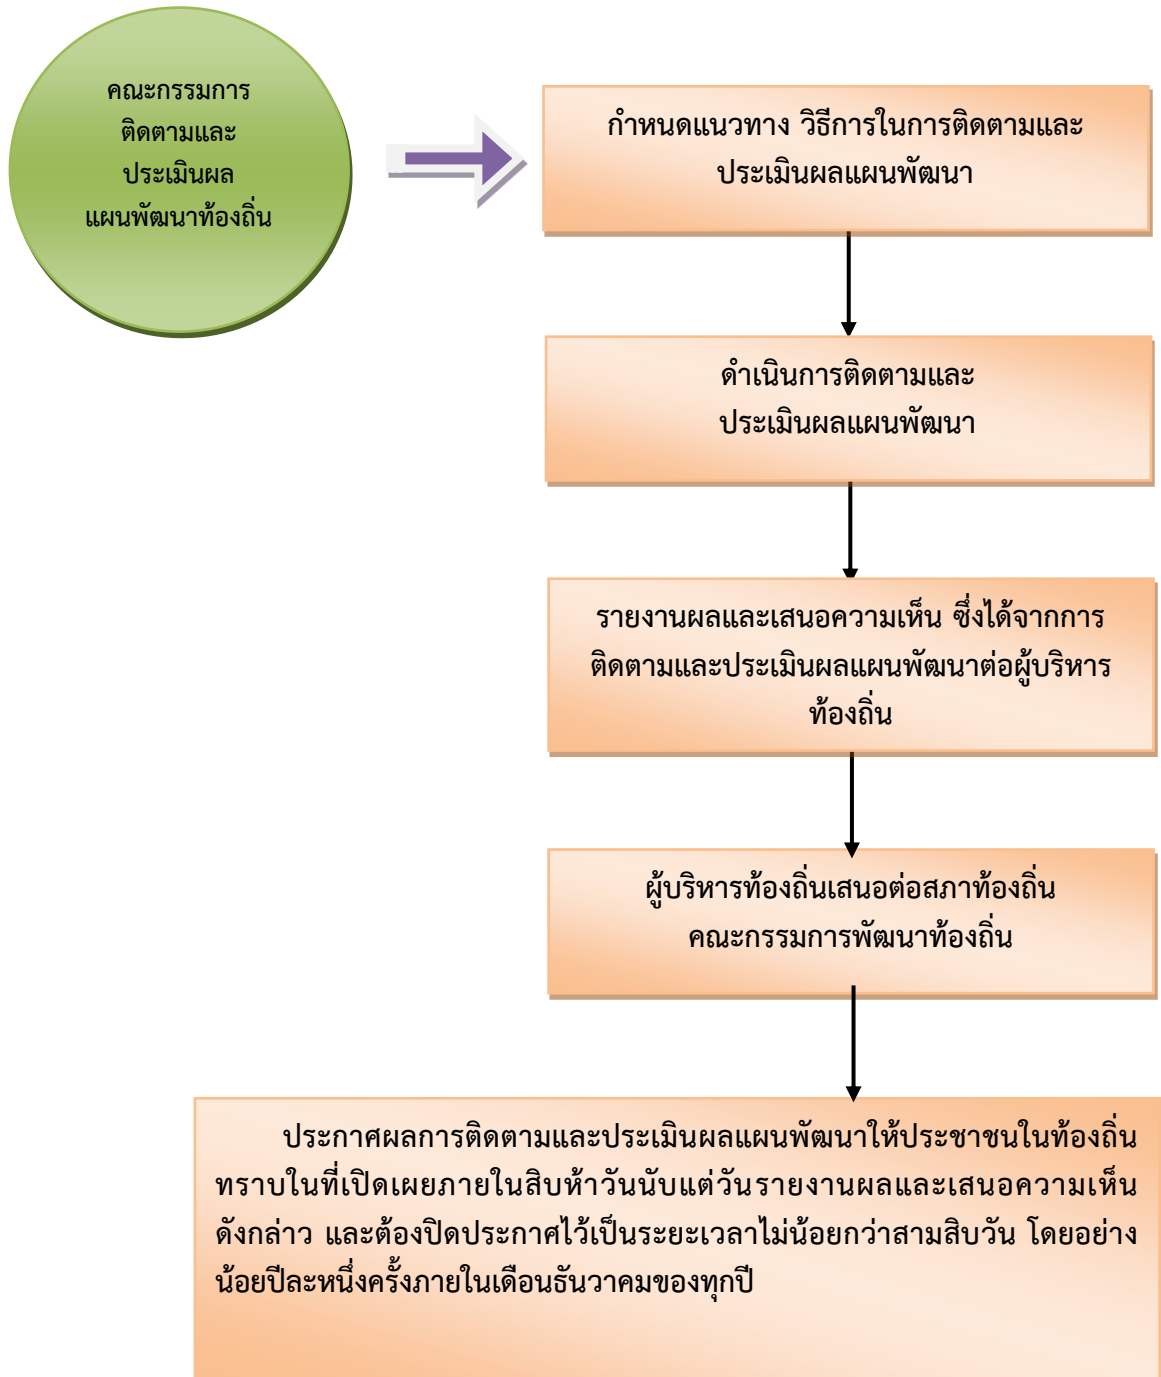 คณะกรรมการ
ติดตามและ
ประเมินผล
แผนพัฒนาท้องถิ่น
กำหนดแนวทาง วิธีการในการติดตามและ
ประเมินผลแผนพัฒนา
ดำเนินการติดตามและ
ประเมินผลแผนพัฒนา
รายงานผลและเสนอความเห็น ซึ่งได้จากการ
ติดตามและประเมินผลแผนพัฒนาต่อผู้บริหาร
ท้องถิ่น
ผู้บริหารท้องถิ่นเสนอต่อสภาท้องถิ่น
คณะกรรมการพัฒนาท้องถิ่น
ประกาศผลการติดตามและประเมินผลแผนพัฒนาให้ประชาชนในท้องถิ่น
ทราบในที่เปิดเผยภายในสิบห้าวันนับแต่วันรายงานผลและเสนอความเห็น
ดังกล่าว และต้องปิดประกาศไว้เป็นระยะเวลาไม่น้อยกว่าสามสิบวัน โดยอย่าง
น้อยปีละหนึ่งครั้งภายในเดือนธันวาคมของทุกปี